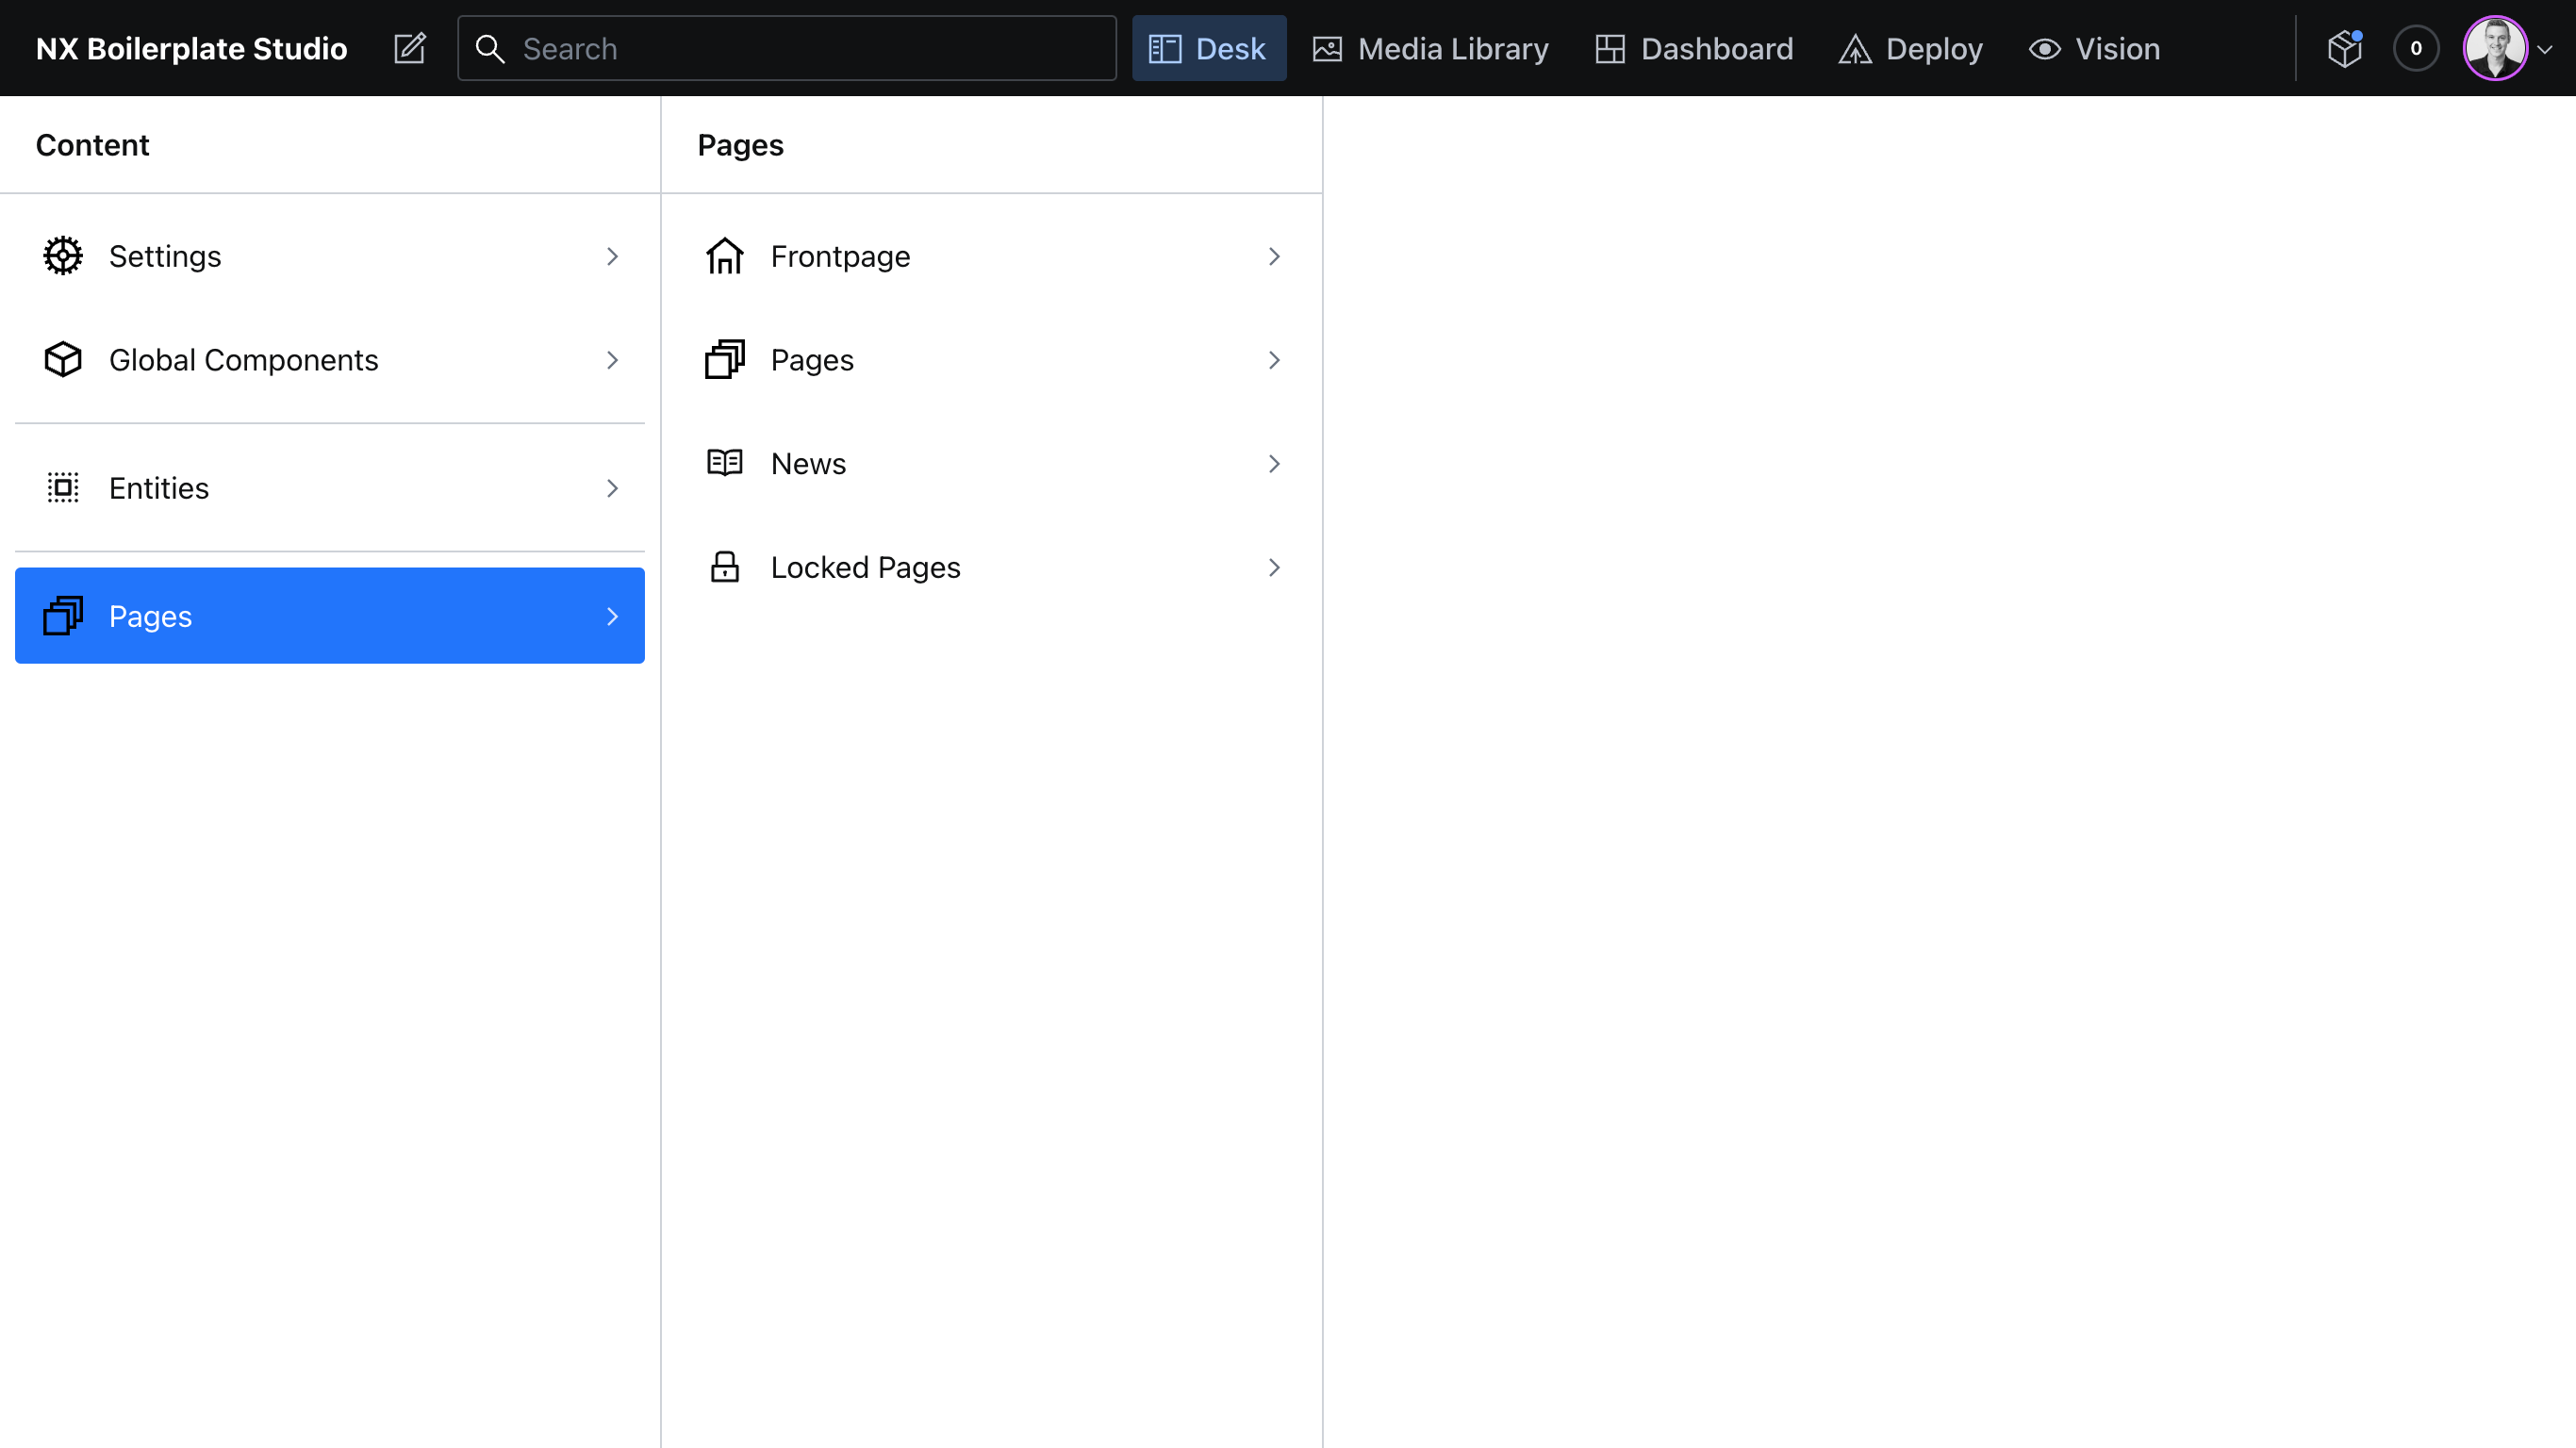 NX Boilerplate Studio
Search
Desk
Media Library
Dashboard
Deploy
Vision
0
Content
Settings
Global Components
Entities
Pages
Pages
Frontpage
Pages
News
Locked Pages